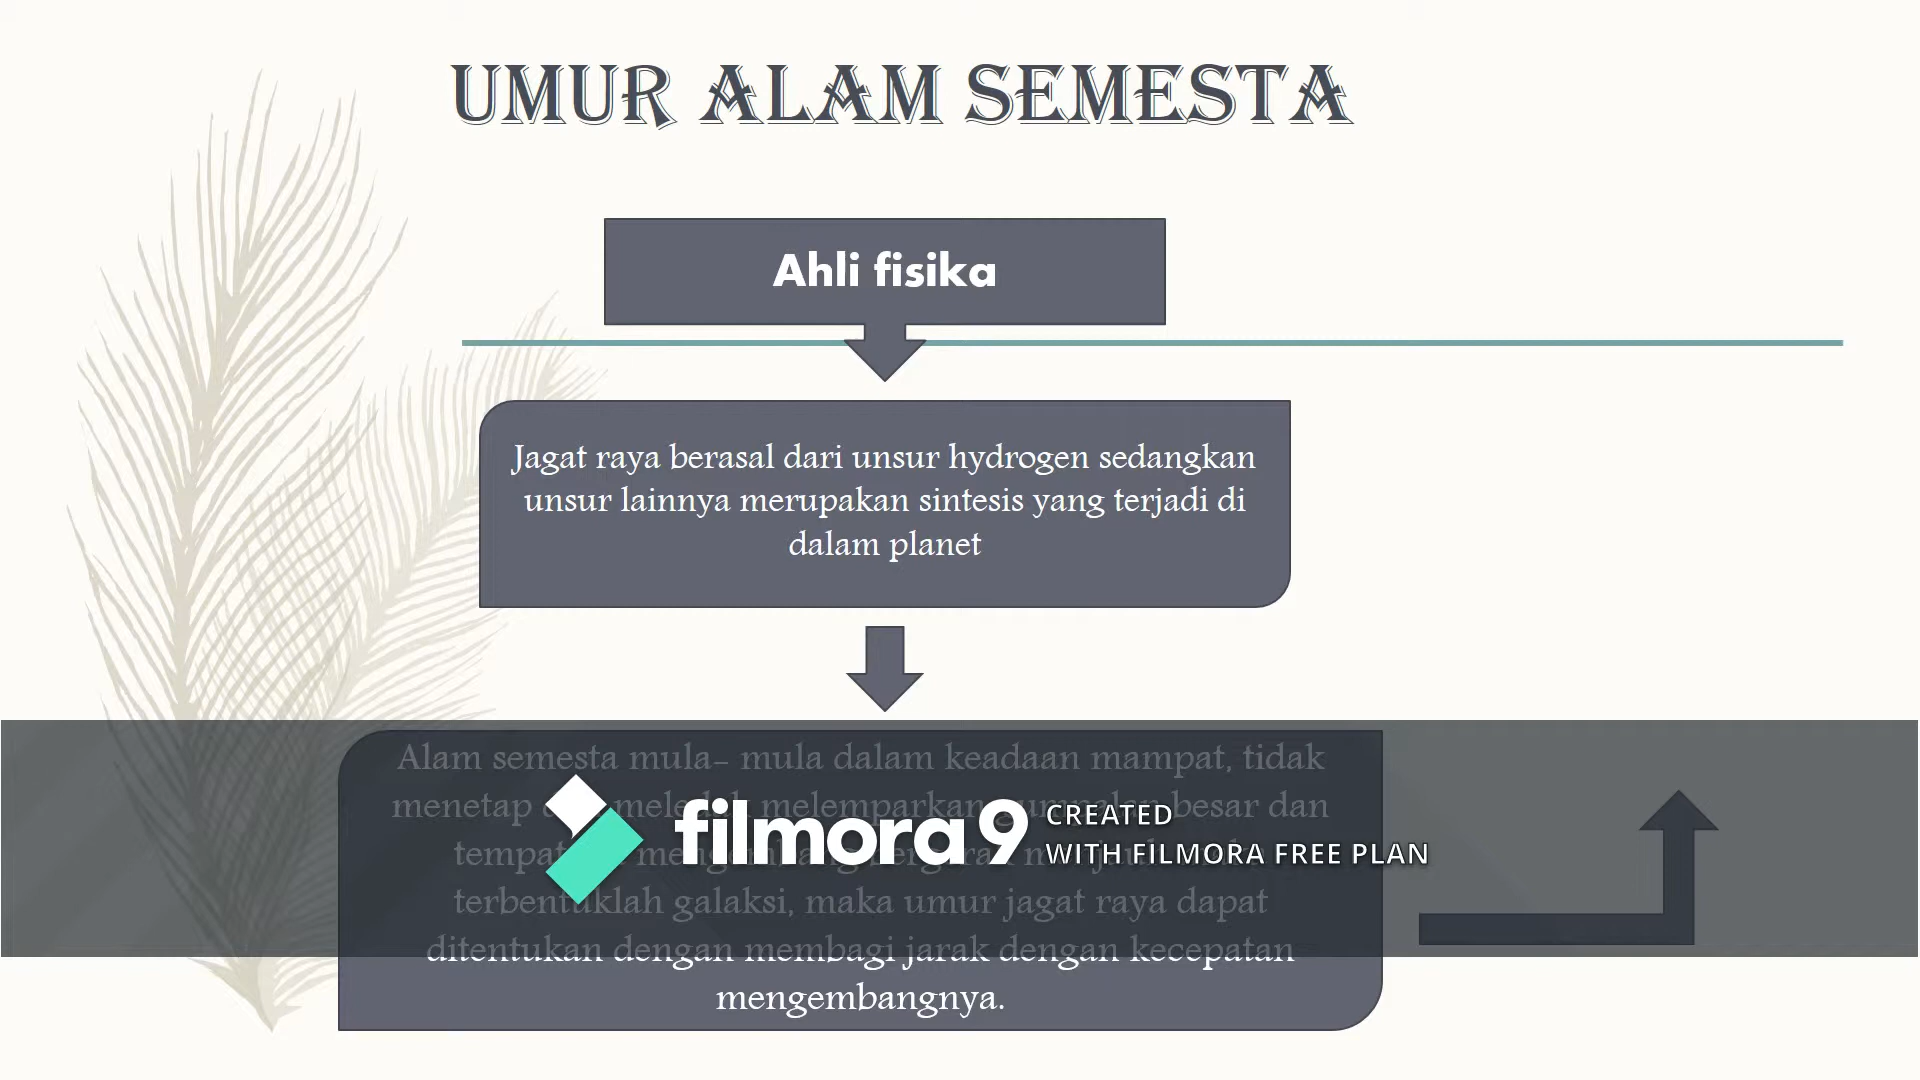 UMUR ALAM SEMESTA
Ahli fisika
Jagat raya berasal dari unsur hydrogen sedangkan
unsur lainnya merupakan sintesis yang terjadi di
dalam planet
Alam semesta mula- mula dalam keadaan mampat, tidak
menetap melemparkan besar dan
filmora9
CREATED
WITH FILMORA FREE PLAN
terbentuklah galaksi, maka umur jagat raya dapat
ditentukan dengan membagi jarak dengan kecepatan
mengembangnya.